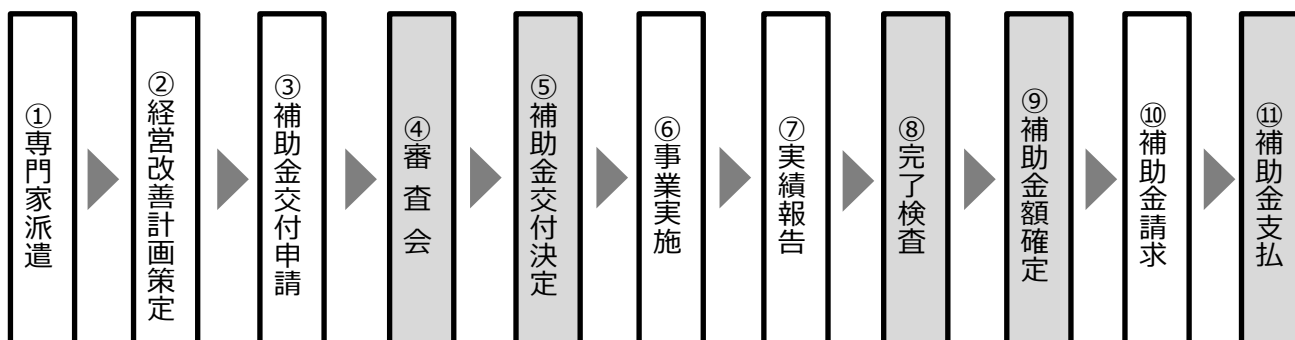 ①専門家派遣
②経営改善計画策定
③補助金交付申請
④審査会
⑤補助金交付決定
⑥事業実施
⑦実績報告
⑧完了検査
⑨補助金額確定
⑩補助金請求
⑪補助金支払